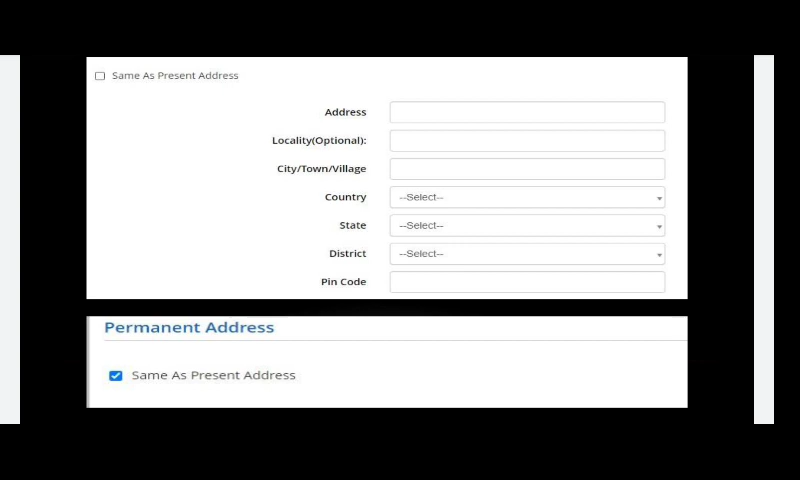 Same As Present Address
Address
Locality(Optional):
City/Town/Village
Country --Select--
State --Select--
District --Select--
Pin Code
Permanent Address
Same As Present Address